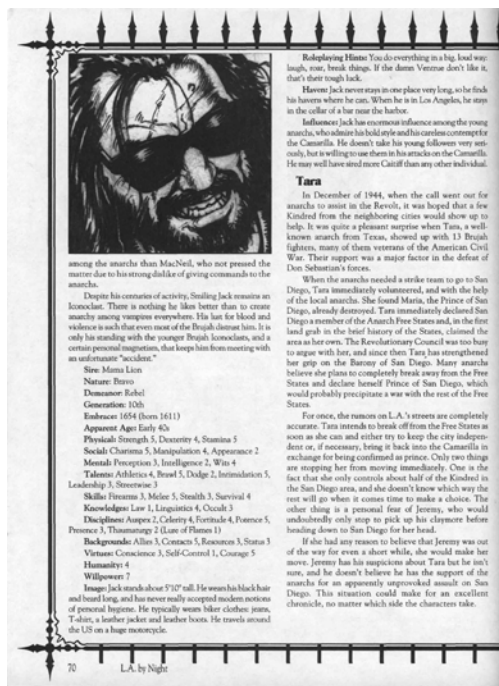 among the anarchs than MacNeil, who not pressed the
matter due to his strong dislike of giving commands to the
anarchs.
Despite his centuries of activity, Smiling Jack remains an
Iconoclast. There is nothing he likes better than to create
anarchy among vampires everywhere. His lust for blood and
violence is such that even most of the Brujah distrust him. It is
only his standing with the younger Brujah Iconoclasts, and a
certain personal magnetism, that keeps him from meeting with
an unfortunate "accident."
Sire: Mama Lion
Nature: Bravo
Demeanor: Rebel
Generation: 10th
Embrace: 1654 (born 1611)
Apparent Age: Early 40s
Physical: Strength 5, Dexterity 4, Stamina 5
Social: Charisma 5, Manipulation 4, Appearance 2
Mental: Perception 3, Intelligence 2, Wits 4
Talents: Athletics 4, Brawl 5, Dodge 2, Intimidation 5,
Leadership 3, Streetwise 3
Skills: Firearms 3, Melee 5, Stealth 3, Survival 4
Knowledges: Law 1, Linguistics 4, Occult 3
Disciplines: Auspex 2, Celerity 4, Fortitude 4, Potence 5,
Presence 3, Thaumaturgy 2 (Lure of Flames 1)
Backgrounds: Allies 3, Contacts 5, Resources 3, Status 3
Virtues: Conscience 3, Self-Control 1, Courage 5
Humanity: 4
Willpower: 7
Image: Jack stands about 5'10" tall. He wears his black hair
and beard long, and has never really accepted modern notions
of personal hygiene. He typically wears biker clothes: jeans,
T-shirt, a leather jacket and leather boots. He travels around
the US on a huge motorcycle.
Roleplaying Hints: You do everything in a big, loud way:
laugh, roar, break things. If the damn Ventrue don't like it,
that's their tough luck.
Haven: Jack never stays in one place very long, so he finds
his havens where he can. When he is in Los Angeles, he stays
in the cellar of a bar near the harbor.
Influence: Jack has enormous influence among the young
anarchs, who admire his bold style and his careless contempt for
the Camarilla. He doesn't take his young followers very seri-
ously, but is willing to use them in his attacks on the Camarilla.
He may well have sired more Caitiff than any other individual.
Tara
In December of 1944, when the call went out for
anarchs to assist in the Revolt, it was hoped that a few
Kindred from the neighboring cities would show up to
help. It was quite a pleasant surprise when Tara, a well-
known anarch from Texas, showed up with 13 Brujah
fighters, many of them veterans of the American Civil
War. Their support was a major factor in the defeat of
Don Sebastian's forces.
When the anarchs needed a strike team to go to San
Diego, Tara immediately volunteered, and with the help
of the local anarchs. She found Maria, the Prince of San
Diego, already destroyed. Tara immediately declared San
Diego a member of the Anarch Free States and, in the first
land grab in the brief history of the States, claimed the
area as her own. The Revolutionary Council was too busy
to argue with her, and since then Tara has strengthened
her grip on the Barony of San Diego. Many anarchs
believe she plans to completely break away from the Free
States and declare herself Prince of San Diego, which
would probably precipitate a war with the rest of the Free
States.
For once, the rumors on L.A.'s streets are completely
accurate. Tara intends to break off from the Free States as
soon as she can and either try to keep the city indepen-
dent or, if necessary, bring it back into the Camarilla in
exchange for being confirmed as prince. Only two things
are stopping her from moving immediately. One is the
fact that she only controls about half of the Kindred in
the San Diego area, and she doesn't know which way the
rest will go when it comes time to make a choice. The
other thing is a personal fear of Jeremy, who would
undoubtedly only stop to pick up his claymore before
heading down to San Diego for her head.
If she had any reason to believe that Jeremy was out
of the way for even a short while, she would make her
move. Jeremy has his suspicions about Tara but he isn't
sure, and he doesn't believe he has the support of the
anarchs for an apparently unprovoked assault on San
Diego. This situation could make for an excellent
chronicle, no matter which side the characters take.
70
L.A. by Night